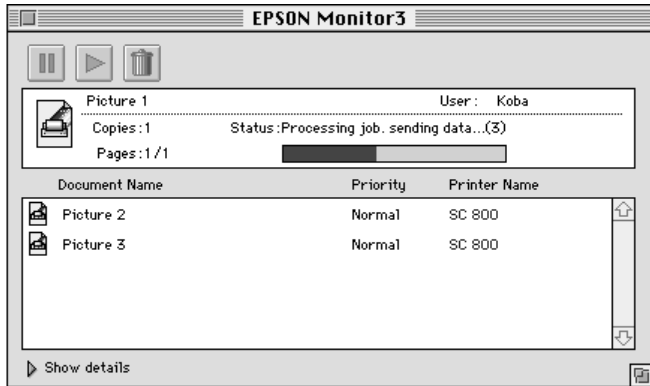 EPSON Monitor3
Picture 1 User: Koba
Copies:1 Status:Processing job. sending data...(3)
Pages:1/1
Document Name Priority Printer Name
Picture 2 Normal SC 800
Picture 3 Normal SC 800
Show details